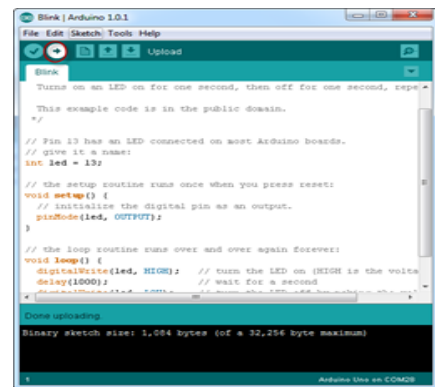 Blink | Arduino 1.0.1
File Edit Sketch Tools Help
Upload
Blink
Turns on an LED on for one second, then off for one second, repe
This example code is in the public domain.
*/
// Pin 13 has an LED connected on most Arduino boards.
// give it a name:
int led = 13;
// the setup routine runs once when you press reset:
void setup() {
// initialize the digital pin as an output.
pinMode(led, OUTPUT);
}
// the loop routine runs over and over again forever:
void loop() {
digitalWrite(led, HIGH);   // turn the LED on (HIGH is the volta
delay(1000);               // wait for a second
Done uploading.
Binary sketch size: 1,084 bytes (of a 32,256 byte maximum)
1
Arduino Uno on COM28